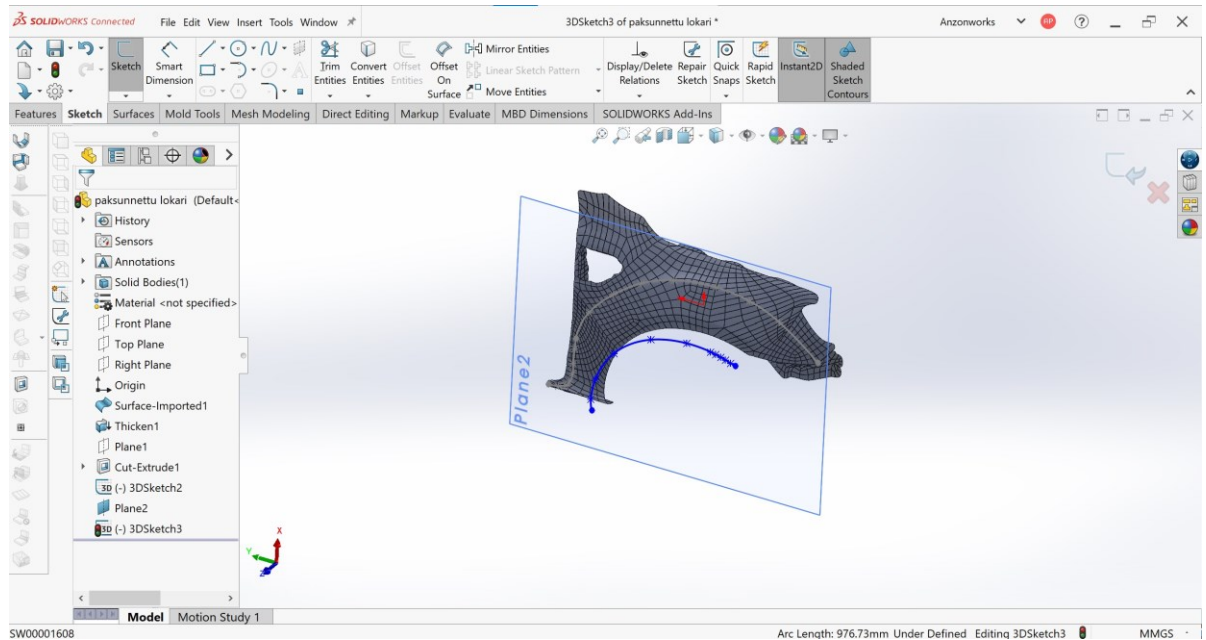 3S SOLIDWORKS Connected File Edit View Insert Tools Window 3DSketch3 of paksunnettu lokari * Anzonworks RP ?
Sketch Smart Dimension Trim Entities Convert Entities Offset Entities Offset On Surface Mirror Entities Linear Sketch Pattern Move Entities Display/Delete Relations Repair Sketch Quick Snaps Rapid Sketch Instant2D Shaded Sketch Contours
Features Sketch Surfaces Mold Tools Mesh Modeling Direct Editing Markup Evaluate MBD Dimensions SOLIDWORKS Add-Ins
paksunnettu lokari (Default<
History
Sensors
A Annotations
Solid Bodies(1)
Material <not specified>
Front Plane
Top Plane
Right Plane
Origin
Surface-Imported1
Thicken1
Plane1
Cut-Extrude1
3D (-) 3DSketch2
Plane2
3D (-) 3DSketch3
Plane2
X
Y
Z
Model Motion Study 1
SW00001608 Arc Length: 976.73mm Under Defined Editing 3DSketch3 MMGS -